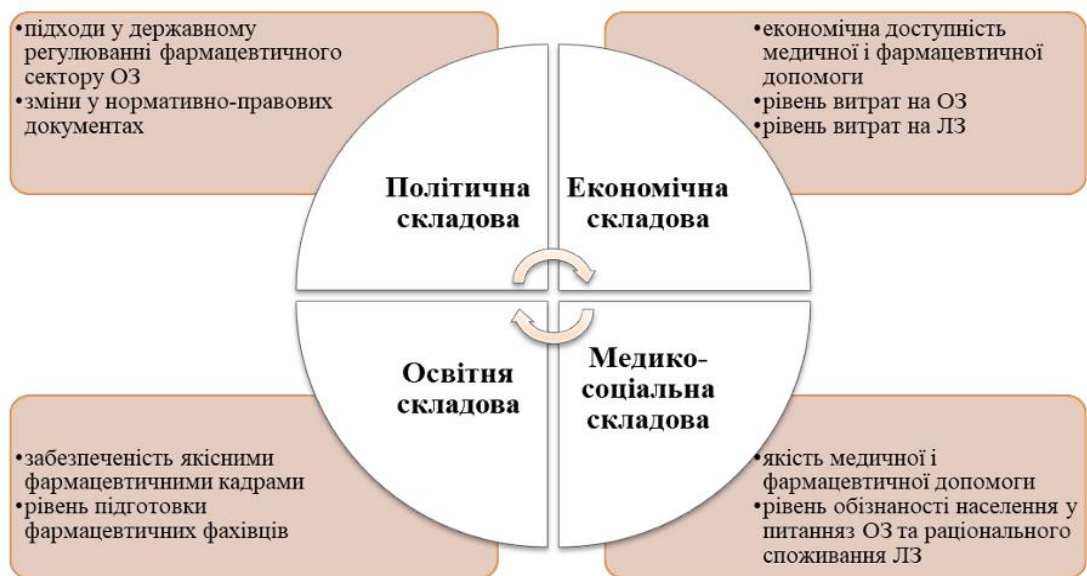 •підходи у державному
регулюванні фармацевтичного
сектору ОЗ
•зміни у нормативно-правових
документах
•економічна доступність
медичної і фармацевтичної
допомоги
•рівень витрат на ОЗ
•рівень витрат на ЛЗ
Політична
складова
Економічна
складова
Освітня
складова
Медико-
соціальна
складова
•забезпеченість якісними
фармацевтичними кадрами
•рівень підготовки
фармацевтичних фахівців
•якість медичної і
фармацевтичної допомоги
•рівень обізнаності населення у
питанняз ОЗ та раціонального
споживання ЛЗ